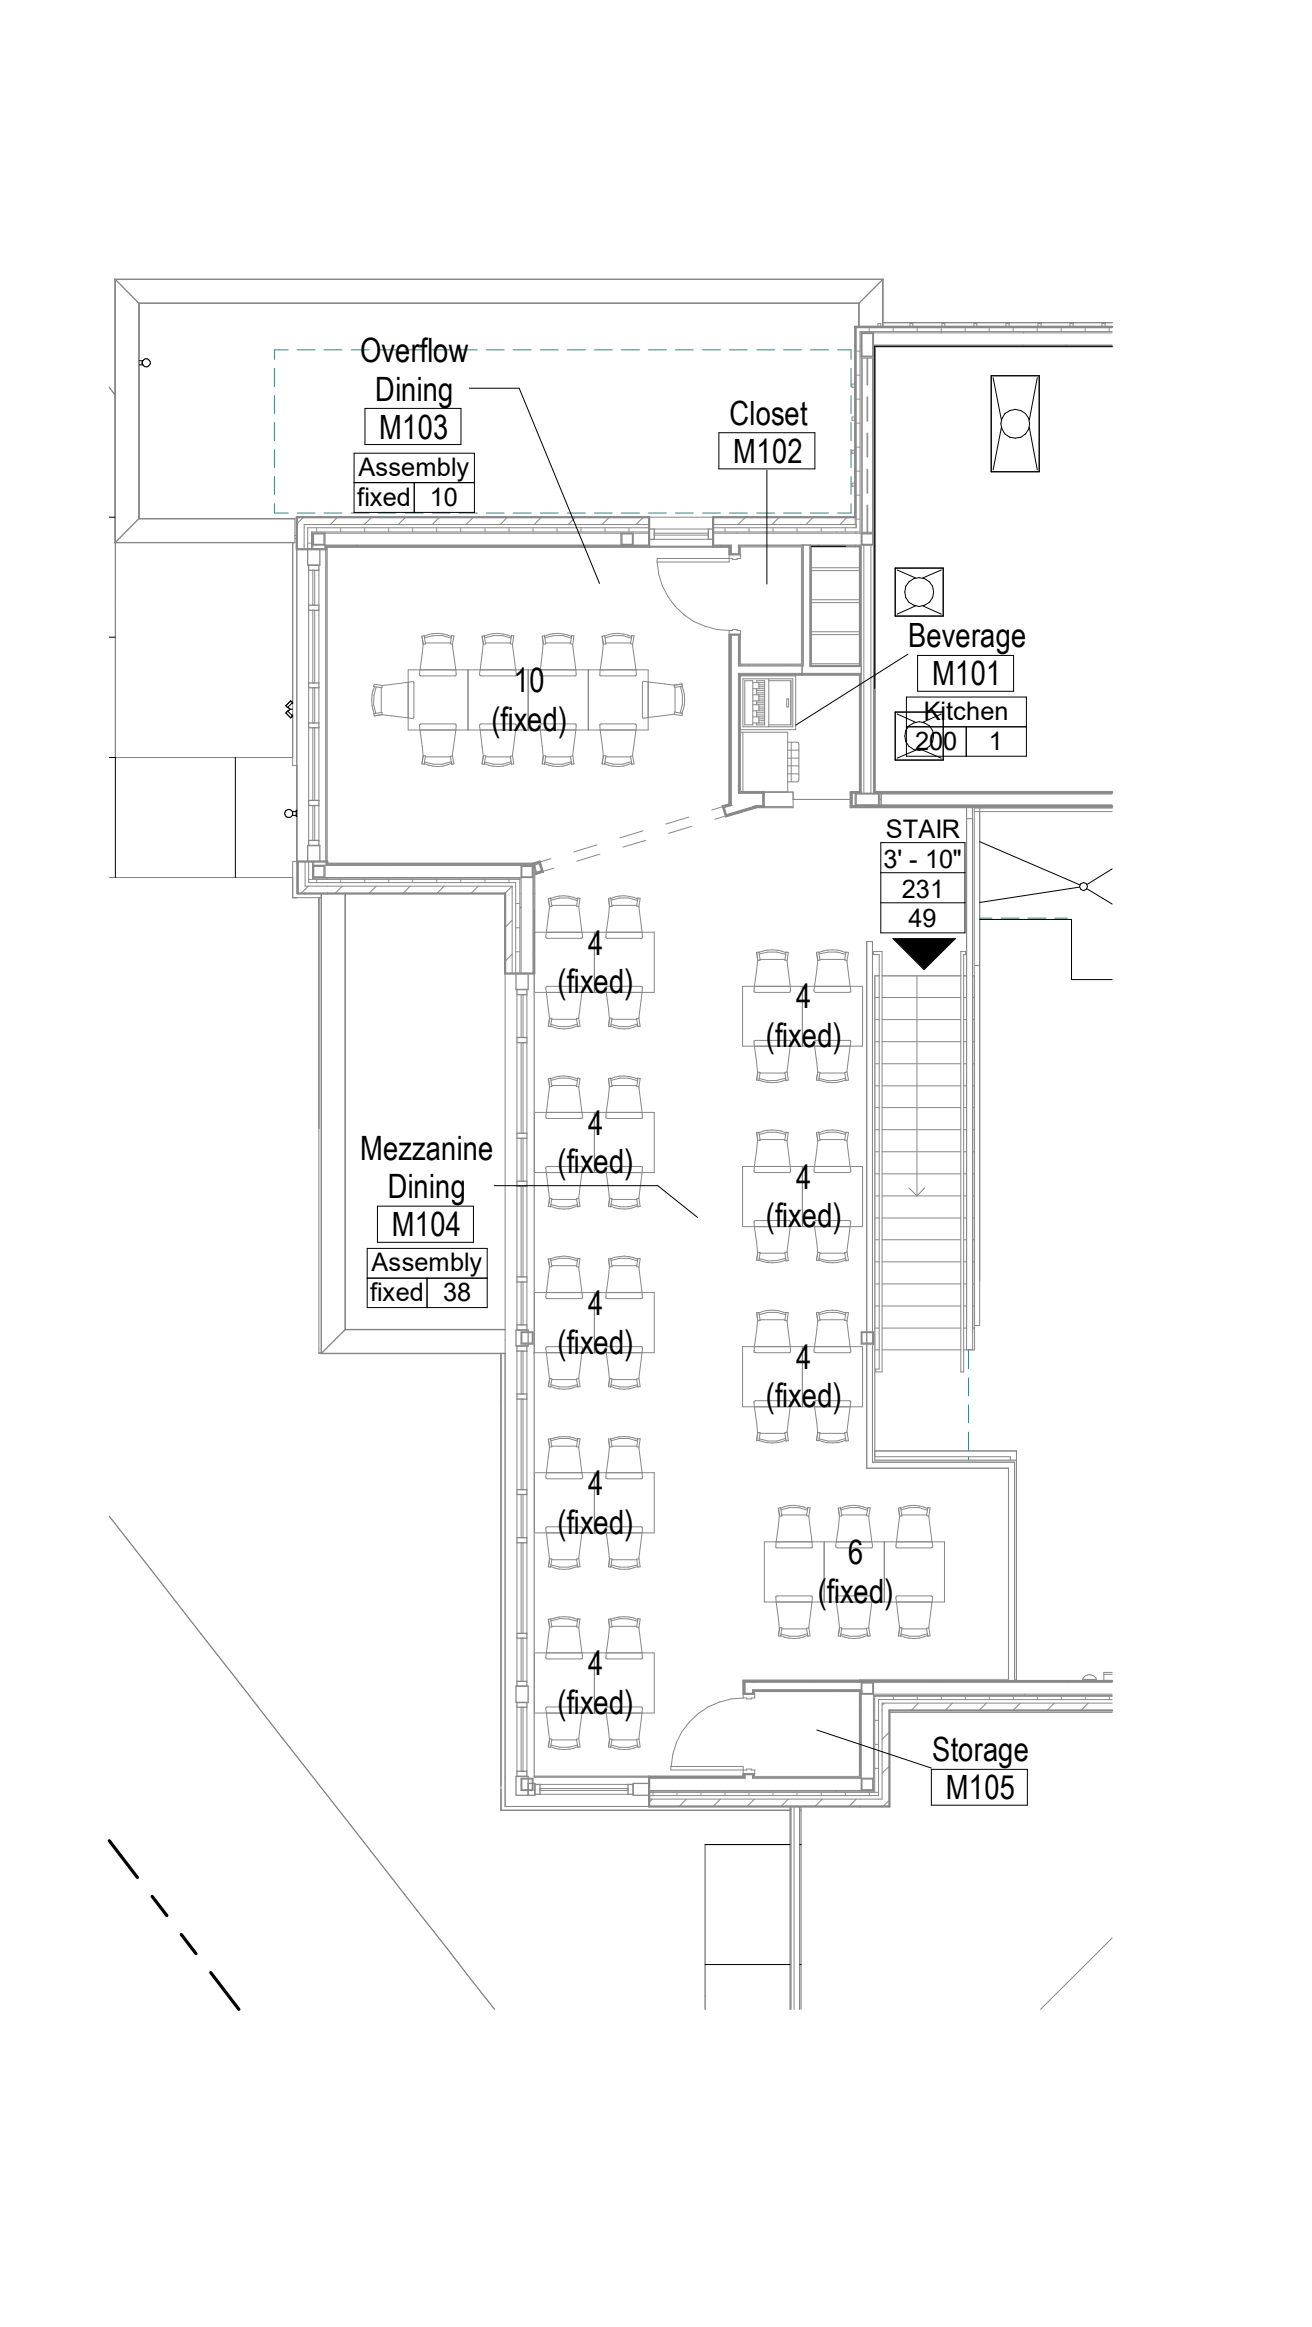 Overflow
Dining
M103
Assembly
fixed 10
Closet
M102
Beverage
M101
Kitchen
200 1
10
(fixed)
STAIR
3' - 10"
231
49
4
(fixed)
4
(fixed)
4
(fixed)
4
(fixed)
Mezzanine
Dining
M104
Assembly
fixed 38
4
(fixed)
4
(fixed)
4
(fixed)
6
(fixed)
4
(fixed)
Storage
M105